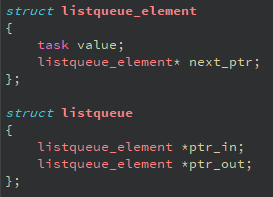 struct listqueue_element
{
    task value;
    listqueue_element* next_ptr;
};

struct listqueue
{
    listqueue_element *ptr_in;
    listqueue_element *ptr_out;
};